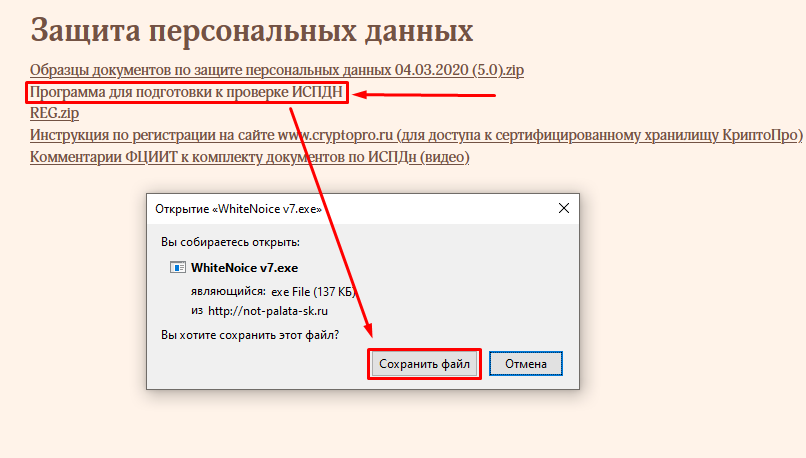 Защита персональных данных
Образцы документов по защите персональных данных 04.03.2020 (5.0).zip
Программа для подготовки к проверке ИСПДН
REG.zip
Инструкция по регистрации на сайте www.cryptopro.ru (для доступа к сертифицированному хранилищу КриптоПро)
Комментарии ФЦИИТ к комплекту документов по ИСПДн (видео)
Открытие «WhiteNoice v7.exe»
Вы собираетесь открыть:
WhiteNoice v7.exe
являющийся: exe File (137 КБ)
из http://not-palata-sk.ru
Вы хотите сохранить этот файл?
Сохранить файл Отмена